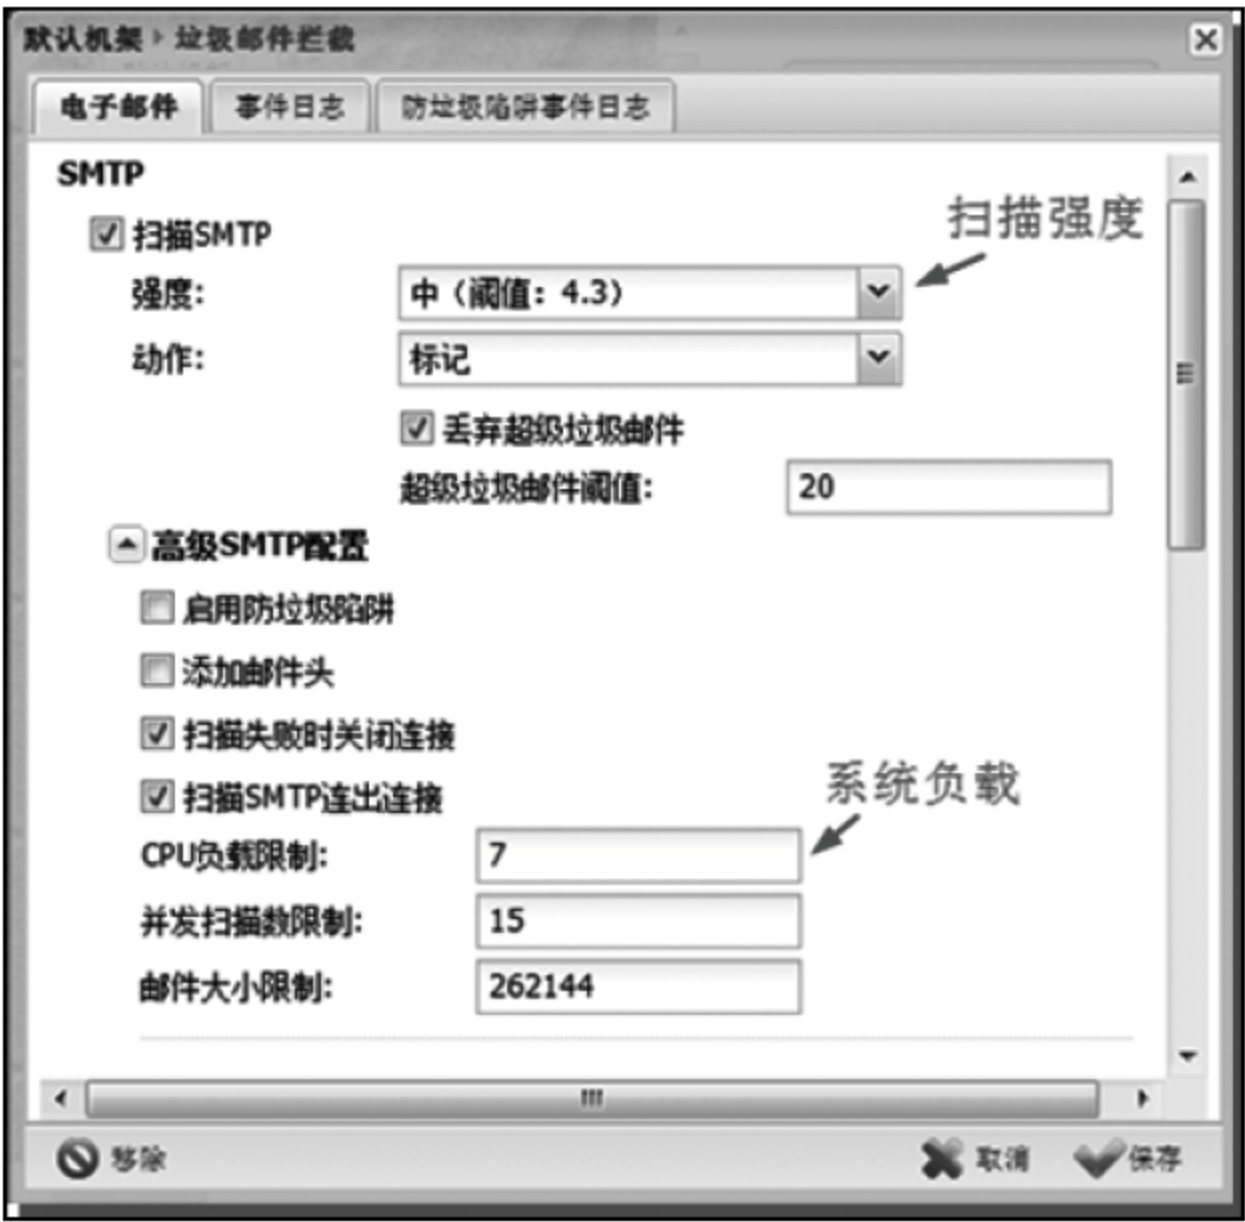 默认机架 ▸ 垃圾邮件拦截
电子邮件 事件日志 防垃圾陷阱事件日志
SMTP
扫描SMTP
扫描强度
强度: 中（阈值：4.3）
动作: 标记
丢弃超级垃圾邮件
超级垃圾邮件阈值: 20
高级SMTP配置
启用防垃圾陷阱
添加邮件头
扫描失败时关闭连接
扫描SMTP连出连接
系统负载
CPU负载限制: 7
并发扫描数限制: 15
邮件大小限制: 262144
移除 取消 保存